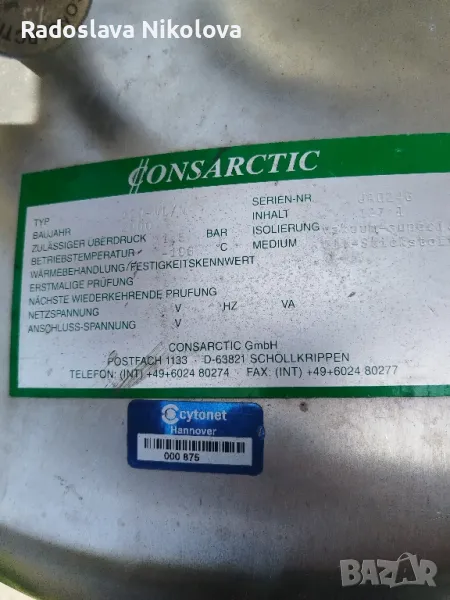 Radoslava Nikolova
CONSARCTIC
TYP
BAUJAHR
ZULÄSSIGER ÜBERDRUCK BAR
BETRIEBSTEMPERATUR °C
WÄRMEBEHANDLUNG/FESTIGKEITSKENNWERT
ERSTMALIGE PRÜFUNG
NÄCHSTE WIEDERKEHRENDE PRÜFUNG
NETZSPANNUNG V HZ VA
ANSCHLUSS-SPANNUNG V
SERIEN-NR
INHALT
ISOLIERUNG
MEDIUM
CONSARCTIC GmbH
POSTFACH 1133 D-63821 SCHÖLLKRIPPEN
TELEFON: (INT) +49+6024 80274 FAX: (INT) +49+6024 80277
cytonet
Hannover
000 875
BAZAR.bg